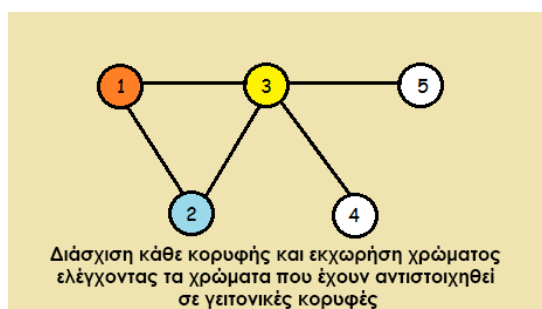 1
3
5
2
4
Διάσχιση κάθε κορυφής και εκχωρήση χρώματος
ελέγχοντας τα χρώματα που έχουν αντιστοιχηθεί
σε γειτονικές κορυφές